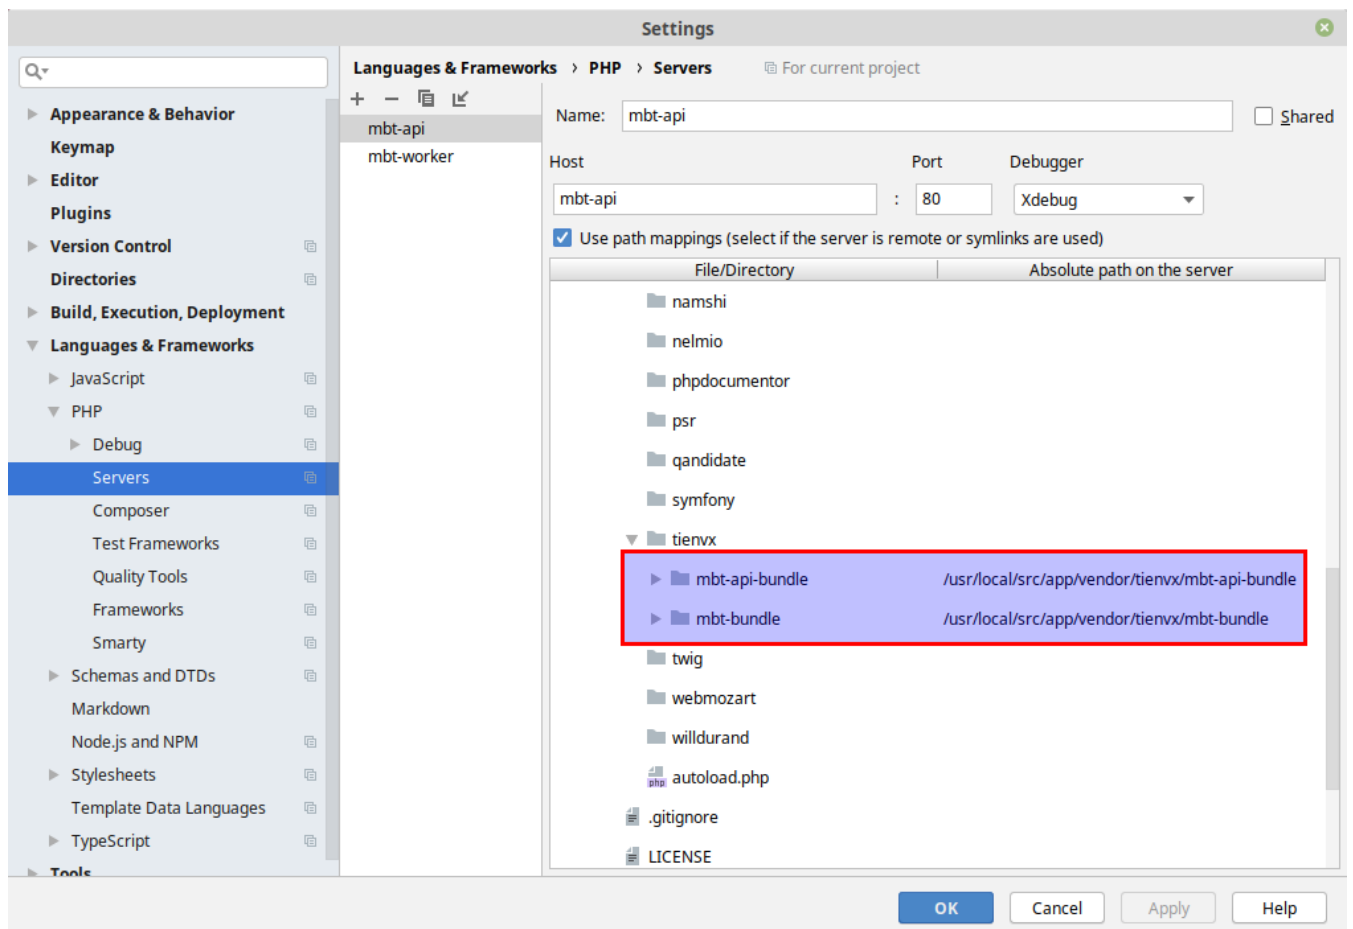 Settings
Languages & Frameworks › PHP › Servers For current project
Appearance & Behavior
Keymap
Editor
Plugins
Version Control
Directories
Build, Execution, Deployment
Languages & Frameworks
JavaScript
PHP
Debug
Servers
Composer
Test Frameworks
Quality Tools
Frameworks
Smarty
Schemas and DTDs
Markdown
Node.js and NPM
Stylesheets
Template Data Languages
TypeScript
Tools
mbt-api
mbt-worker
Name: mbt-api Shared
Host Port Debugger
mbt-api : 80 Xdebug
Use path mappings (select if the server is remote or symlinks are used)
File/Directory Absolute path on the server
namshi
nelmio
phpdocumentor
psr
qandidate
symfony
tienvx
mbt-api-bundle /usr/local/src/app/vendor/tienvx/mbt-api-bundle
mbt-bundle /usr/local/src/app/vendor/tienvx/mbt-bundle
twig
webmozart
willdurand
php autoload.php
.gitignore
LICENSE
OK Cancel Apply Help